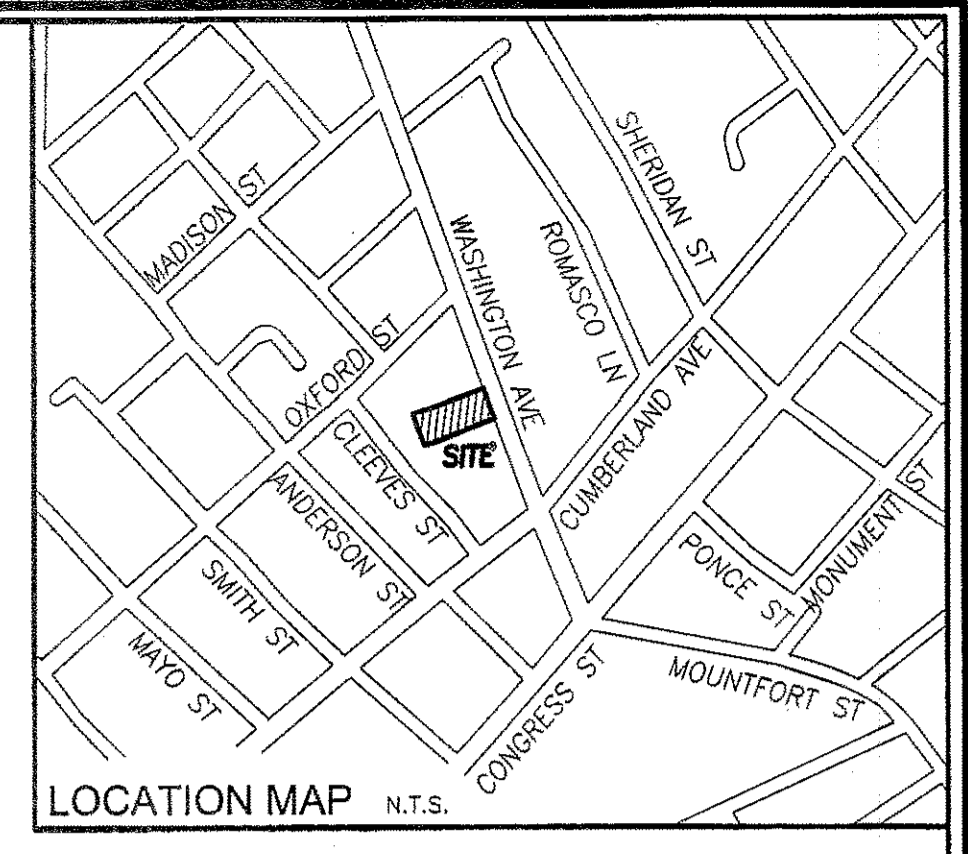 SHERIDAN ST
MADISON ST
WASHINGTON AVE
ROMASCO LN
OXFORD ST
CUMBERLAND AVE
SITE
CLEEVES ST
ANDERSON ST
MONUMENT ST
PONCE ST
SMITH ST
MAYO ST
MOUNTFORT ST
CONGRESS ST
LOCATION MAP N.T.S.